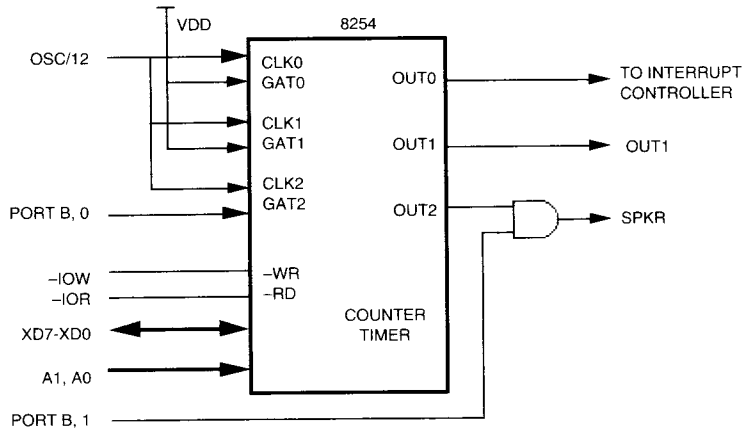 VDD
8254
OSC/12
CLK0
GAT0
OUT0
TO INTERRUPT
CONTROLLER
CLK1
GAT1
OUT1
OUT1
CLK2
GAT2
OUT2
PORT B, 0
SPKR
–IOW
–WR
–IOR
–RD
XD7-XD0
COUNTER
TIMER
A1, A0
PORT B, 1